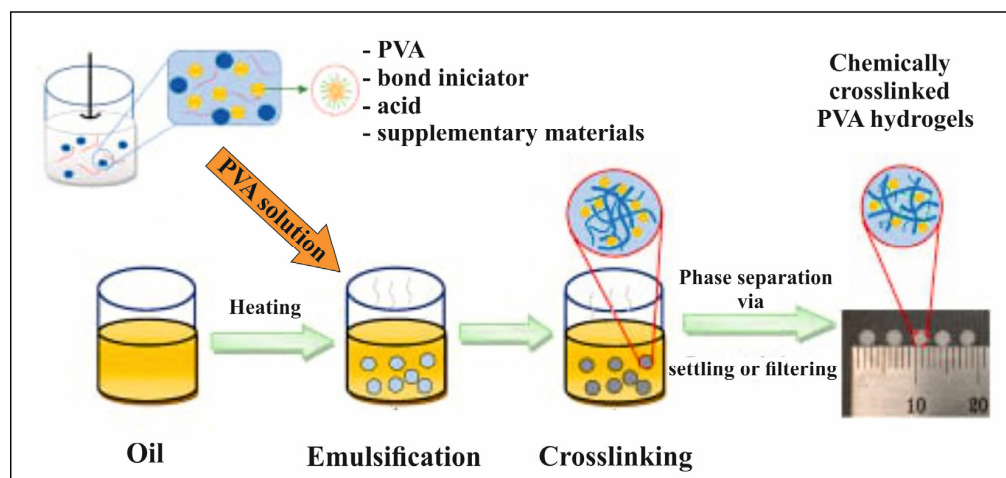 - PVA
- bond iniciator
- acid
- supplementary materials
Chemically
crosslinked
PVA hydrogels
PVA solution
Heating
Phase separation
via
settling or filtering
10
20
Oil
Emulsification
Crosslinking